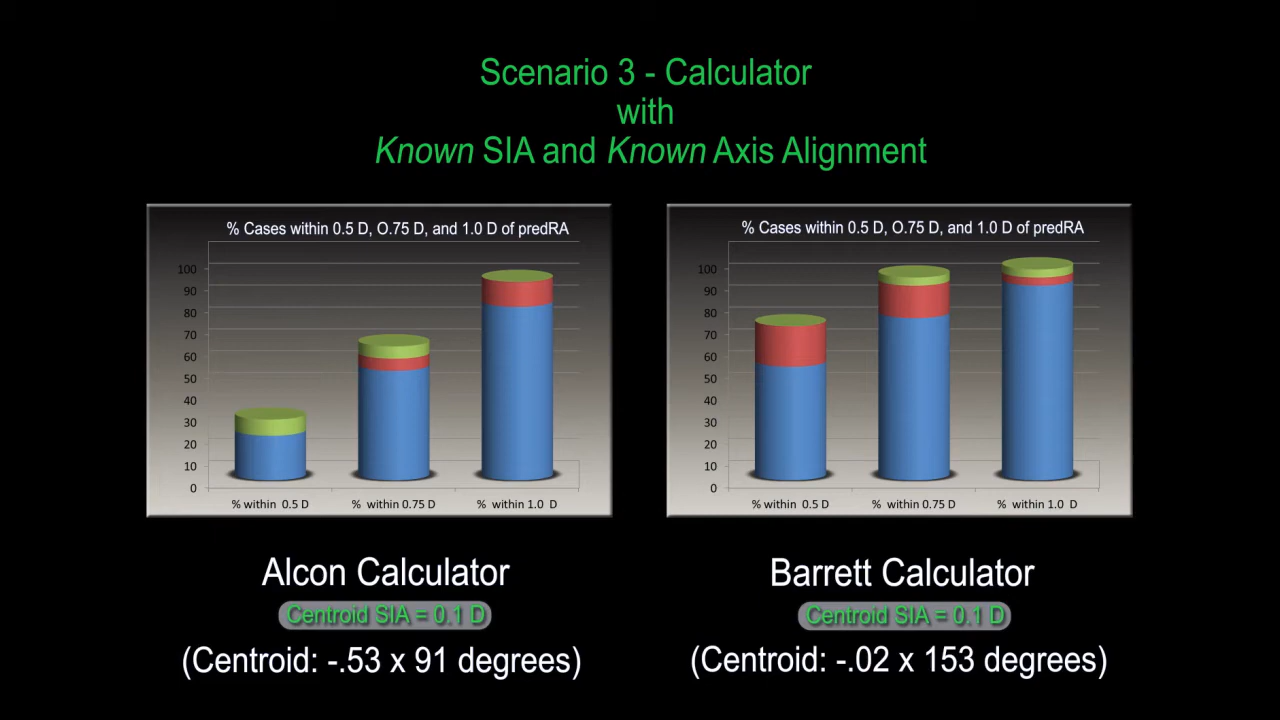 Scenario 3 - Calculator
with
Known SIA and Known Axis Alignment
% Cases within 0.5 D, O.75 D, and 1.0 D of predRA
100
90
80
70
60
50
40
30
20
10
0
% within 0.5 D
% within 0.75 D
% within 1.0 D
% Cases within 0.5 D, O.75 D, and 1.0 D of predRA
100
90
80
70
60
50
40
30
20
10
0
% within 0.5 D
% within 0.75 D
% within 1.0 D
Alcon Calculator
Centroid SIA = 0.1 D
(Centroid: -.53 x 91 degrees)
Barrett Calculator
Centroid SIA = 0.1 D
(Centroid: -.02 x 153 degrees)